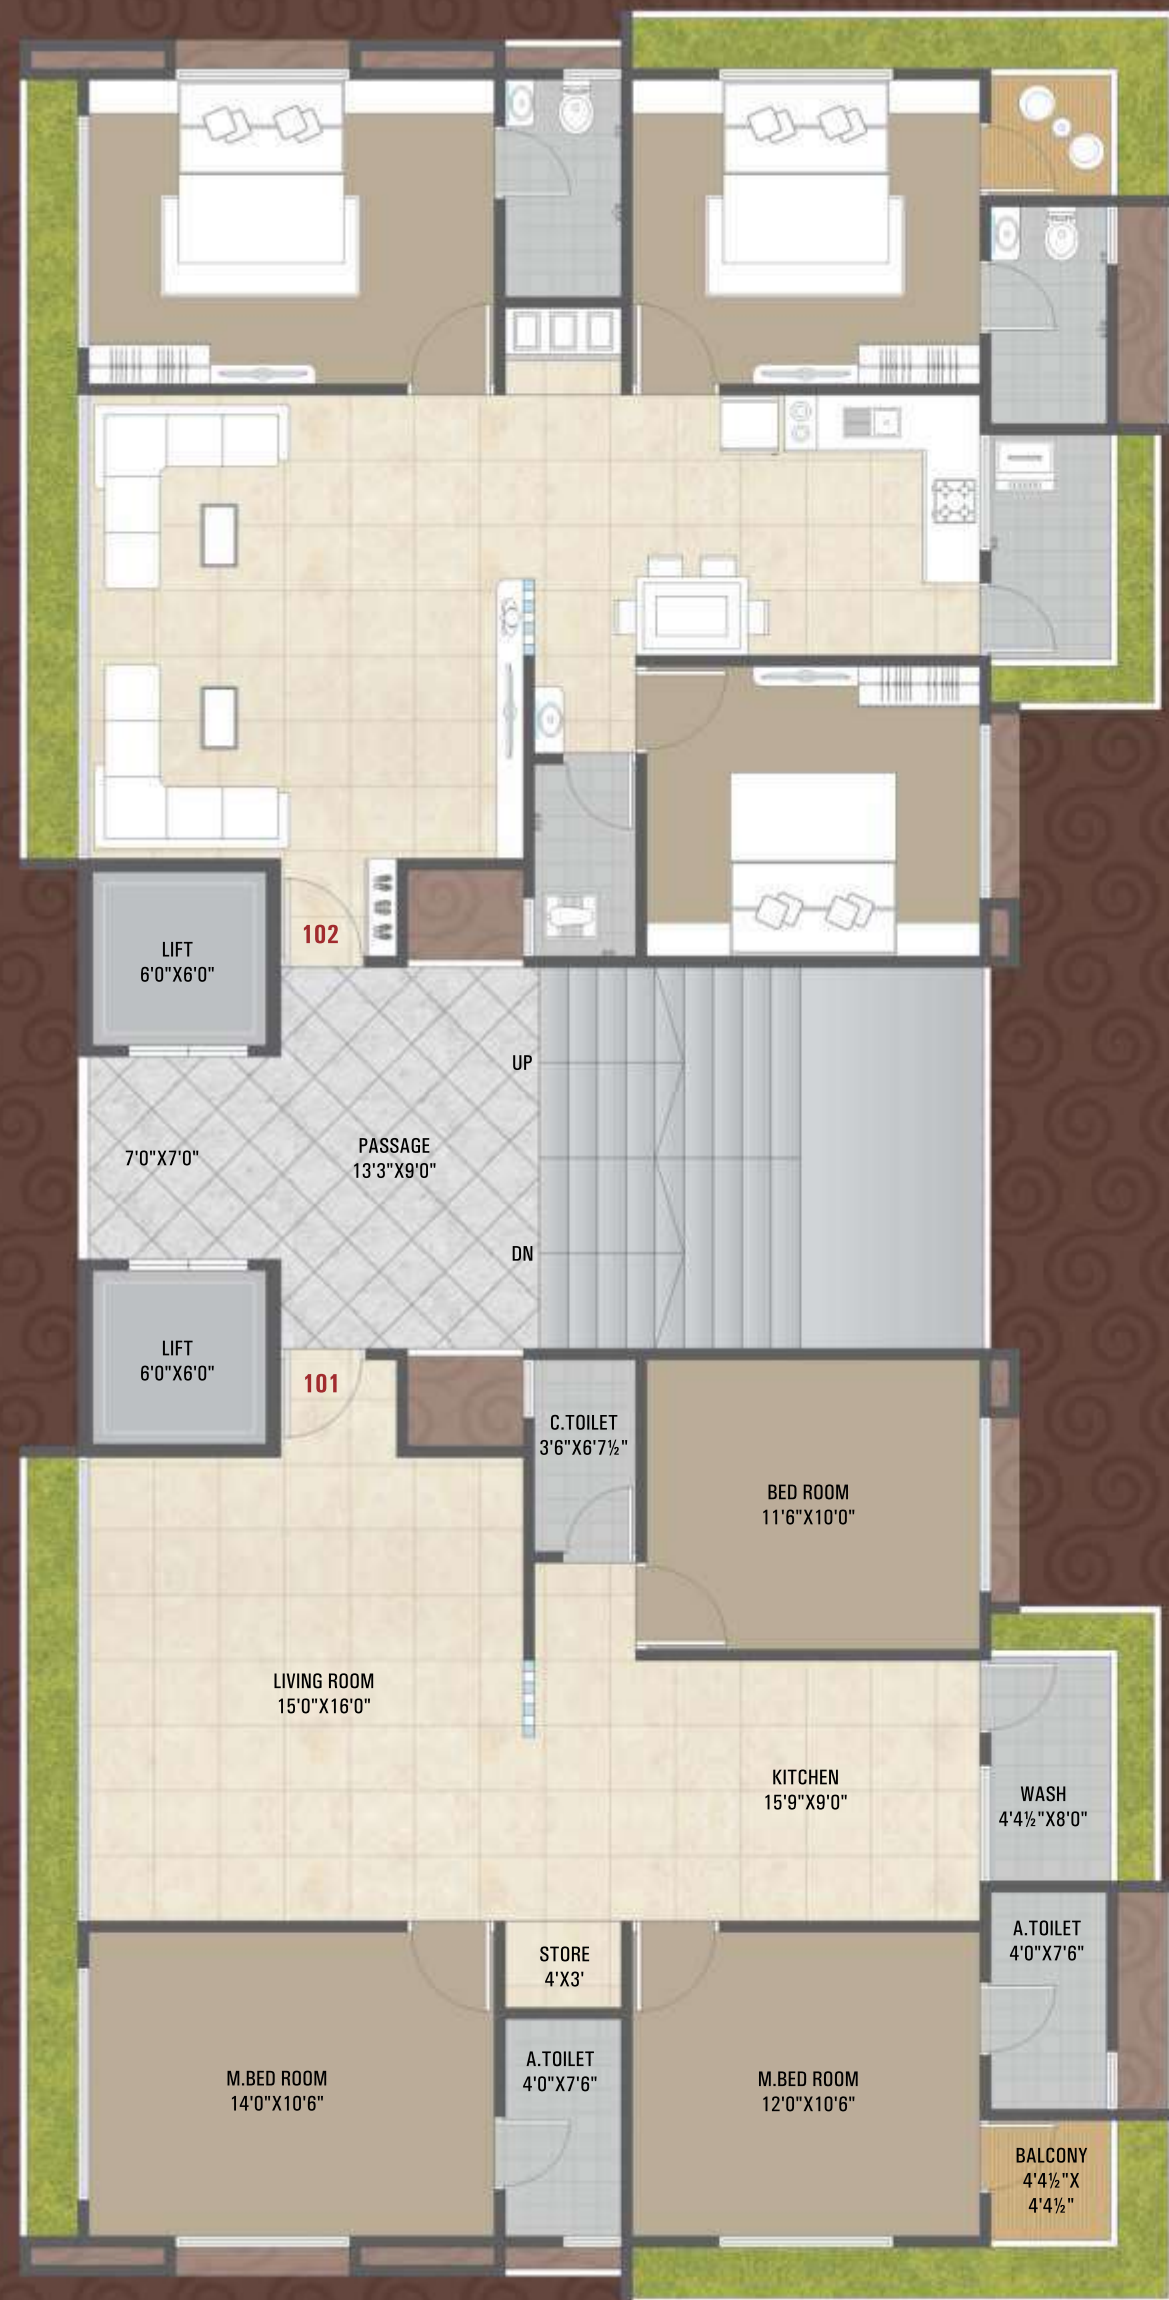 102
LIFT
6'0"X6'0"
UP
PASSAGE
13'3"X9'0"
7'0"X7'0"
DN
LIFT
6'0"X6'0"
101
C.TOILET
3'6"X6'7½"
BED ROOM
11'6"X10'0"
LIVING ROOM
15'0"X16'0"
KITCHEN
15'9"X9'0"
WASH
4'4½"X8'0"
A.TOILET
4'0"X7'6"
STORE
4'X3'
A.TOILET
4'0"X7'6"
M.BED ROOM
14'0"X10'6"
M.BED ROOM
12'0"X10'6"
BALCONY
4'4½"X
4'4½"